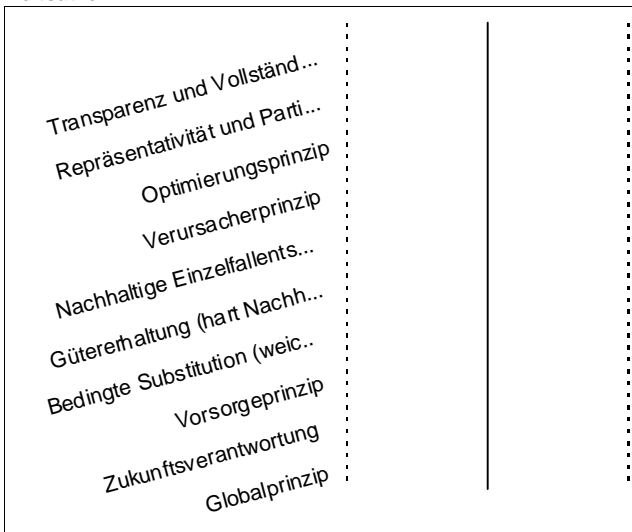 Transparenz und Vollständ...
Repräsentativität und Parti...
Optimierungsprinzip
Verursacherprinzip
Nachhaltige Einzelfallents...
Gütererhaltung (hart Nachh...
Bedingte Substitution (weic..
Vorsorgeprinzip
Zukunftsverantwortung
Globalprinzip